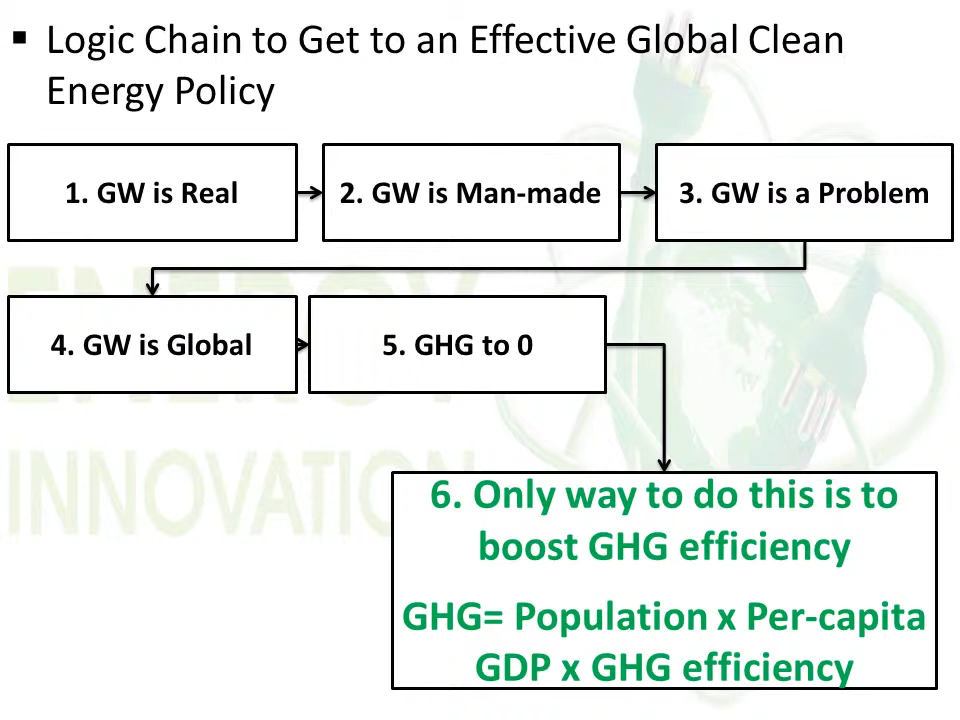 ▪ Logic Chain to Get to an Effective Global Clean
Energy Policy
1. GW is Real
2. GW is Man-made
3. GW is a Problem
4. GW is Global
5. GHG to 0
6. Only way to do this is to
boost GHG efficiency
GHG= Population x Per-capita
GDP x GHG efficiency
ENERGY
INNOVATION